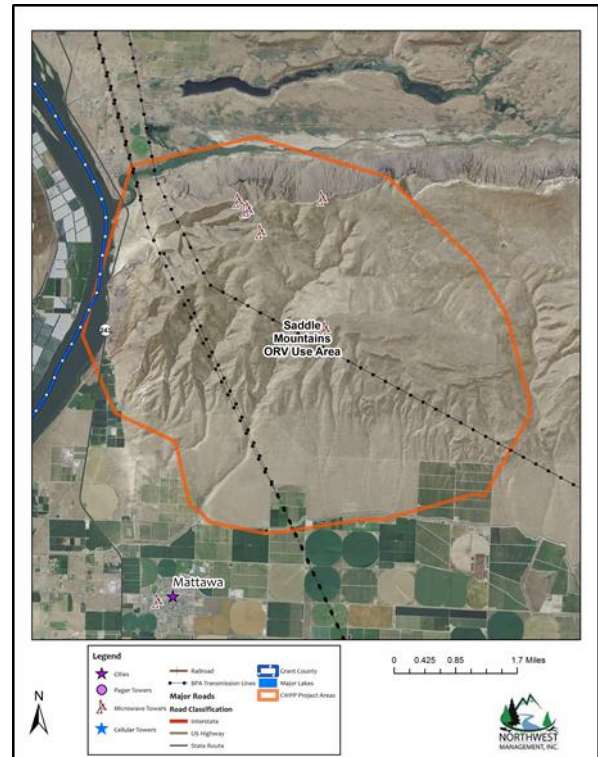 243
Saddle
Mountains
ORV Use Area
Mattawa
Legend
Cities
Pager Towers
Microwave Towers
Cellular Towers
Railroad
BPA Transmission Lines
Major Roads
Road Classification
Interstate
US Highway
State Route
Grant County
Major Lakes
CWPP Project Areas
0 0.425 0.85 1.7 Miles
N
NORTHWEST
MANAGEMENT, INC.